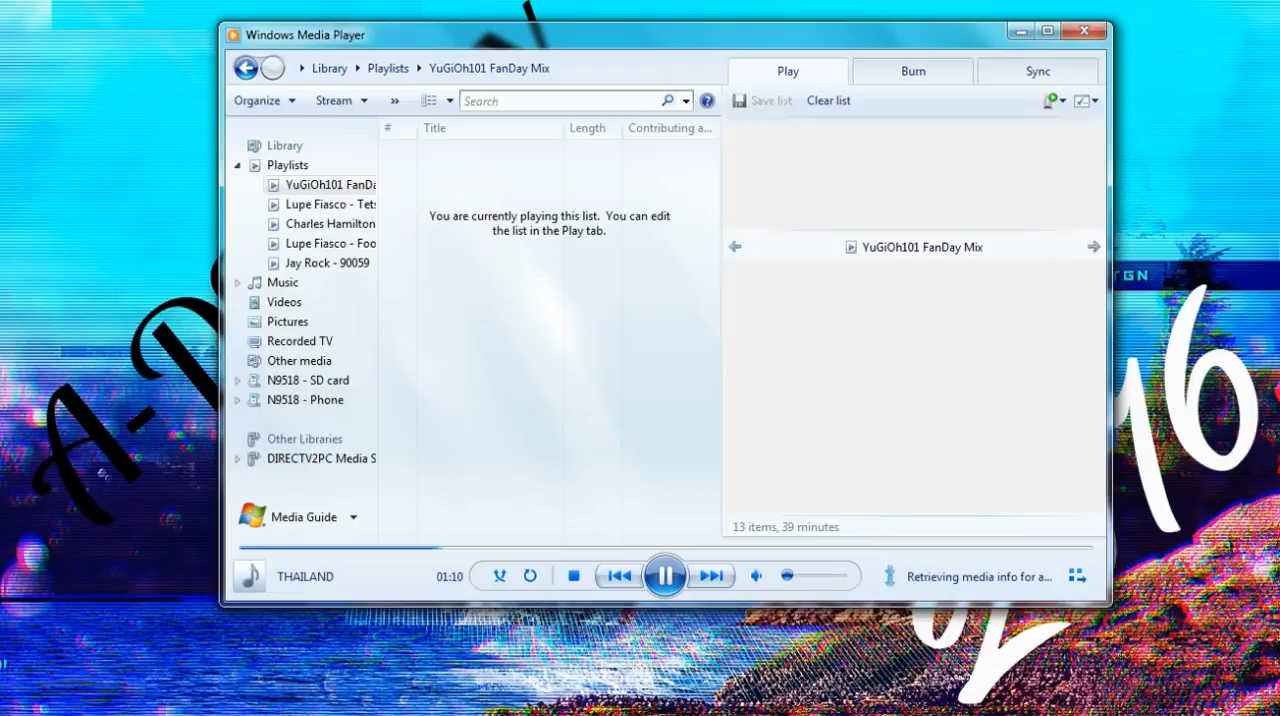 Windows Media Player
Library Playlists YuGiOh101 FanDay Mix
Play
Burn
Sync
Organize Stream » Search
Save list Clear list
# Title Length Contributing a...
Library
Playlists
YuGiOh101 FanDa
Lupe Fiasco - Tets
Charles Hamilton
Lupe Fiasco - Foo
Jay Rock - 90059
Music
Videos
Pictures
Recorded TV
Other media
N9518 - SD card
N9518 - Phone
Other Libraries
DIRECTV2PC Media S
Media Guide
You are currently playing this list. You can edit
the list in the Play tab.
YuGiOh101 FanDay Mix
13 items, 39 minutes
THAILAND
01:10
Retrieving media info for a...